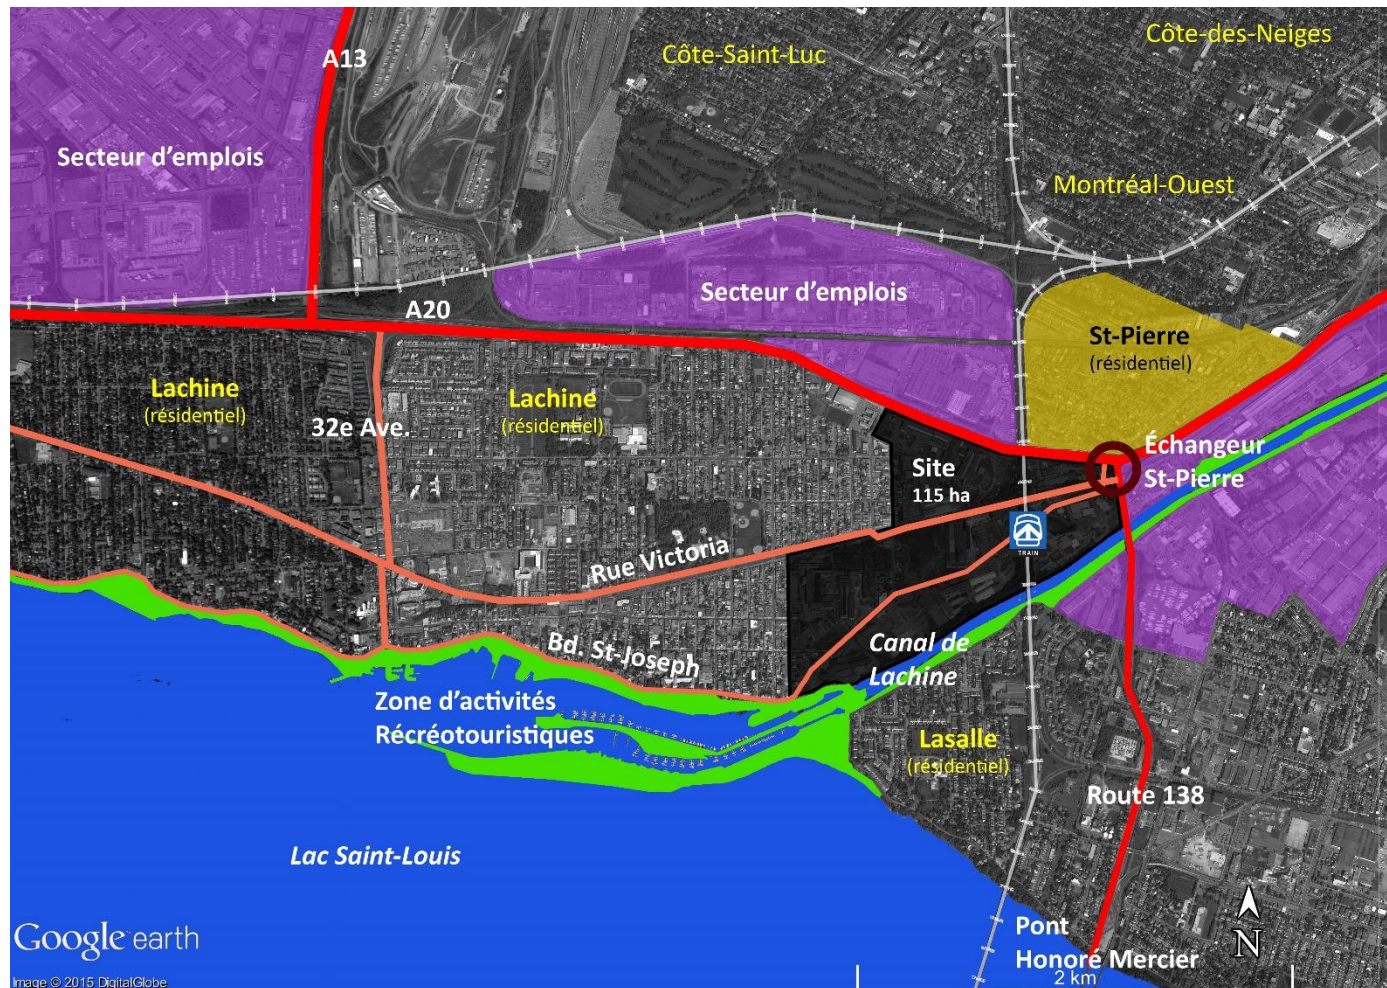 Côte-des-Neiges
Côte-Saint-Luc
A13
Secteur d'emplois
Montréal-Ouest
Secteur d'emplois
A20
St-Pierre
(résidentiel)
Lachine
(résidentiel)
Lachine
(résidentiel)
32e Ave.
Échangeur
St-Pierre
Site
115 ha
TRAIN
Rue Victoria
Bd. St-Joseph
Canal de
Lachine
Zone d'activités
Récréotouristiques
Lasalle
(résidentiel)
Route 138
Lac Saint-Louis
N
Pont
Honoré Mercier
2 km
Google earth
Image © 2015 DigitalGlobe